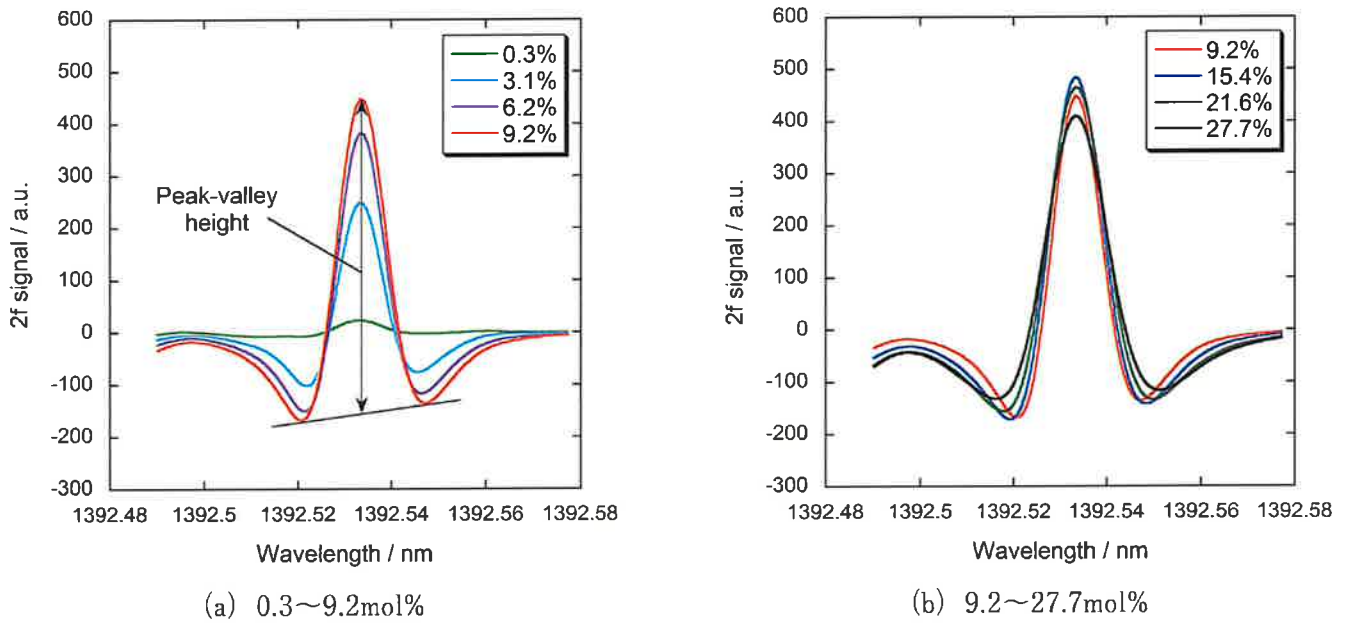 600
500
400
300
200
100
0
-100
-200
-300
2f signal / a.u.
0.3%
3.1%
6.2%
9.2%
Peak-valley
height
1392.48 1392.5 1392.52 1392.54 1392.56 1392.58
Wavelength / nm
(a) 0.3～9.2mol%
600
500
400
300
200
100
0
-100
-200
-300
2f signal / a.u.
9.2%
15.4%
21.6%
27.7%
1392.48 1392.5 1392.52 1392.54 1392.56 1392.58
Wavelength / nm
(b) 9.2～27.7mol%